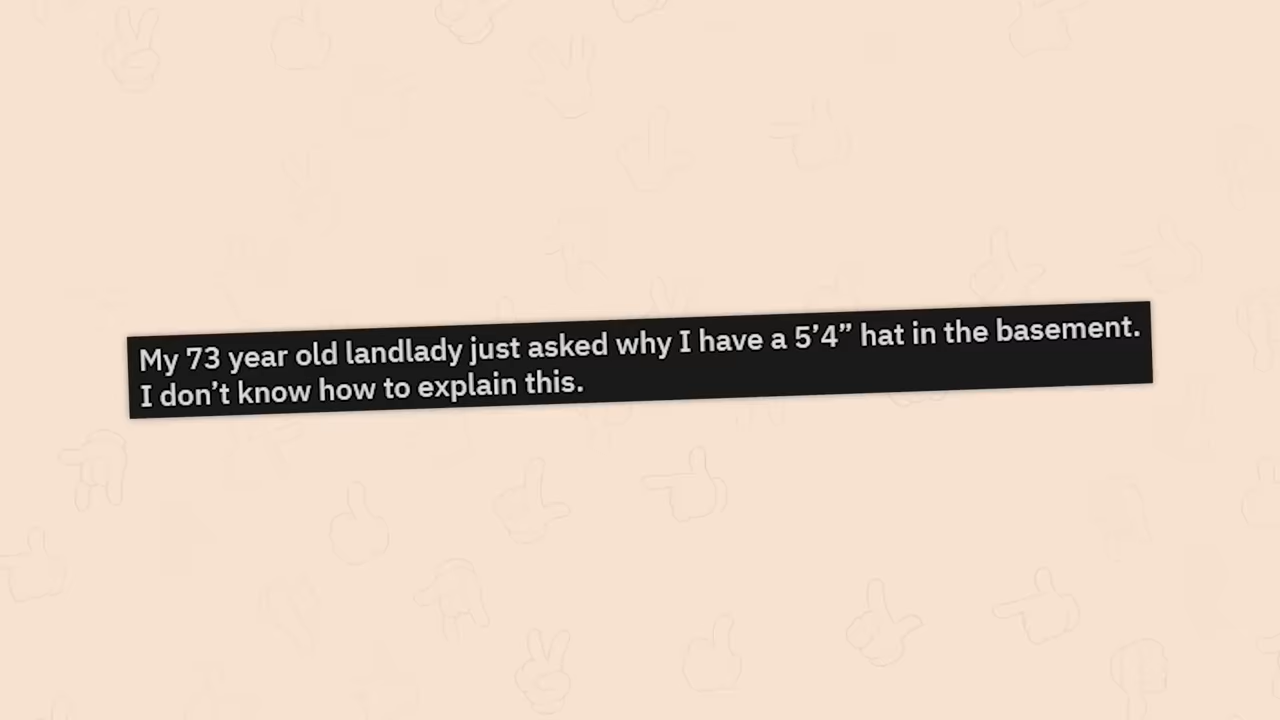 My 73 year old landlady just asked why I have a 5’4” hat in the basement.
I don’t know how to explain this.